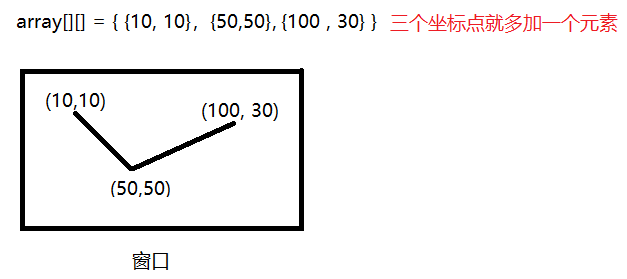 array[][] = { {10, 10}, {50,50}, {100 , 30} } 三个坐标点就多加一个元素
(10,10)
(100, 30)
(50,50)
窗口